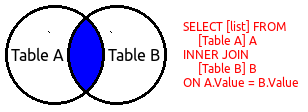 Table A
Table B
SELECT [list] FROM
[Table A] A
INNER JOIN
[Table B] B
ON A.Value = B.Value